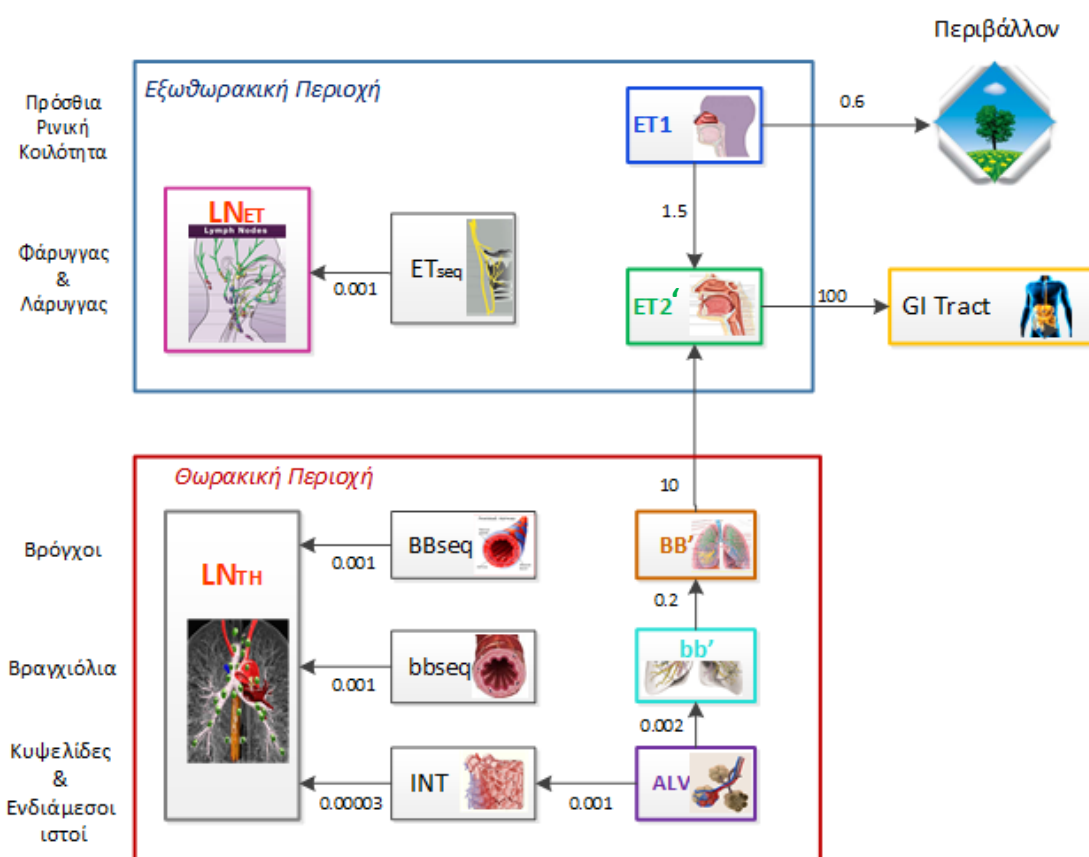 Περιβάλλον
Εξωθωρακική Περιοχή
Πρόσθια
Ρινική
Κοιλότητα
ET1
0.6
1.5
LNET
Lymph Nodes
ETseq
0.001
Φάρυγγας
&
Λάρυγγας
ET2‘
100
GI Tract
Θωρακική Περιοχή
10
Βρόγχοι
LNTH
BBseq
0.001
BB’
0.2
Βραγχιόλια
bbseq
0.001
bb’
0.002
Κυψελίδες
&
Ενδιάμεσοι
ιστοί
INT
0.00003
0.001
ALV